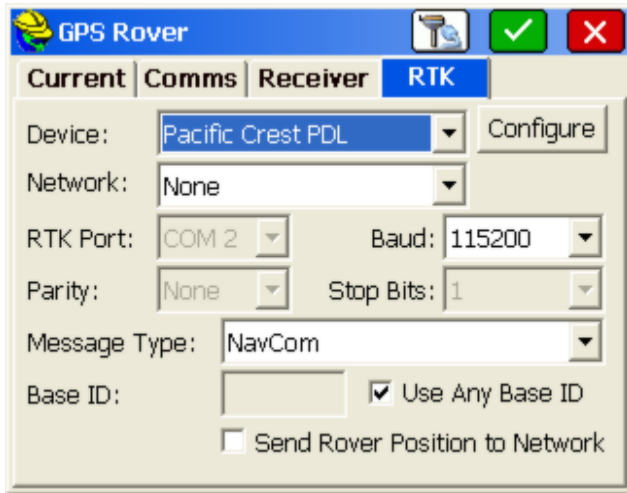 GPS Rover
Current Comms Receiver RTK
Device: Pacific Crest PDL Configure
Network: None
RTK Port: COM 2 Baud: 115200
Parity: None Stop Bits: 1
Message Type: NavCom
Base ID: Use Any Base ID
Send Rover Position to Network